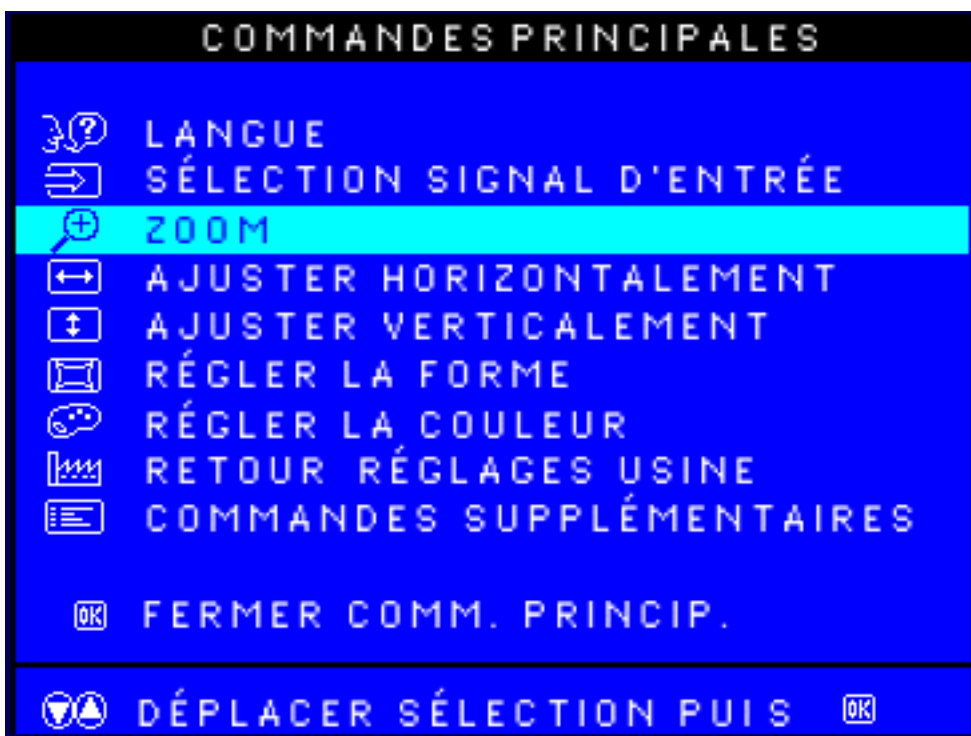 COMMANDES PRINCIPALES
LANGUE
SÉLECTION SIGNAL D'ENTRÉE
ZOOM
AJUSTER HORIZONTALEMENT
AJUSTER VERTICALEMENT
RÉGLER LA FORME
RÉGLER LA COULEUR
RETOUR RÉGLAGES USINE
COMMANDES SUPPLÉMENTAIRES
OK FERMER COMM. PRINCIP.
DÉPLACER SÉLECTION PUIS OK